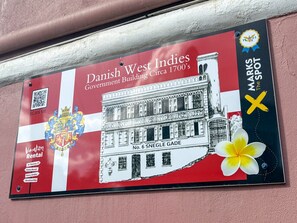 Danish West Indies
Government Building Circa 1700's
MARKS
THE
SPOT
No. 6 SNEGLE GADE